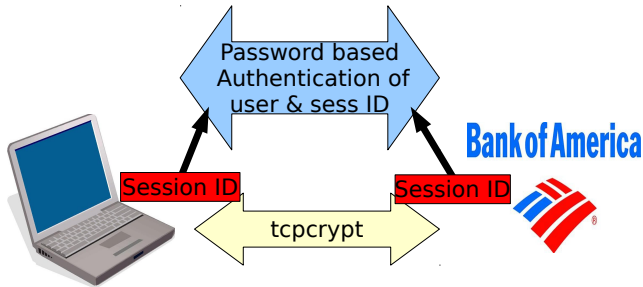 Password based
Authentication of
user & sess ID
Bank of America
Session ID
Session ID
tcpcrypt
®